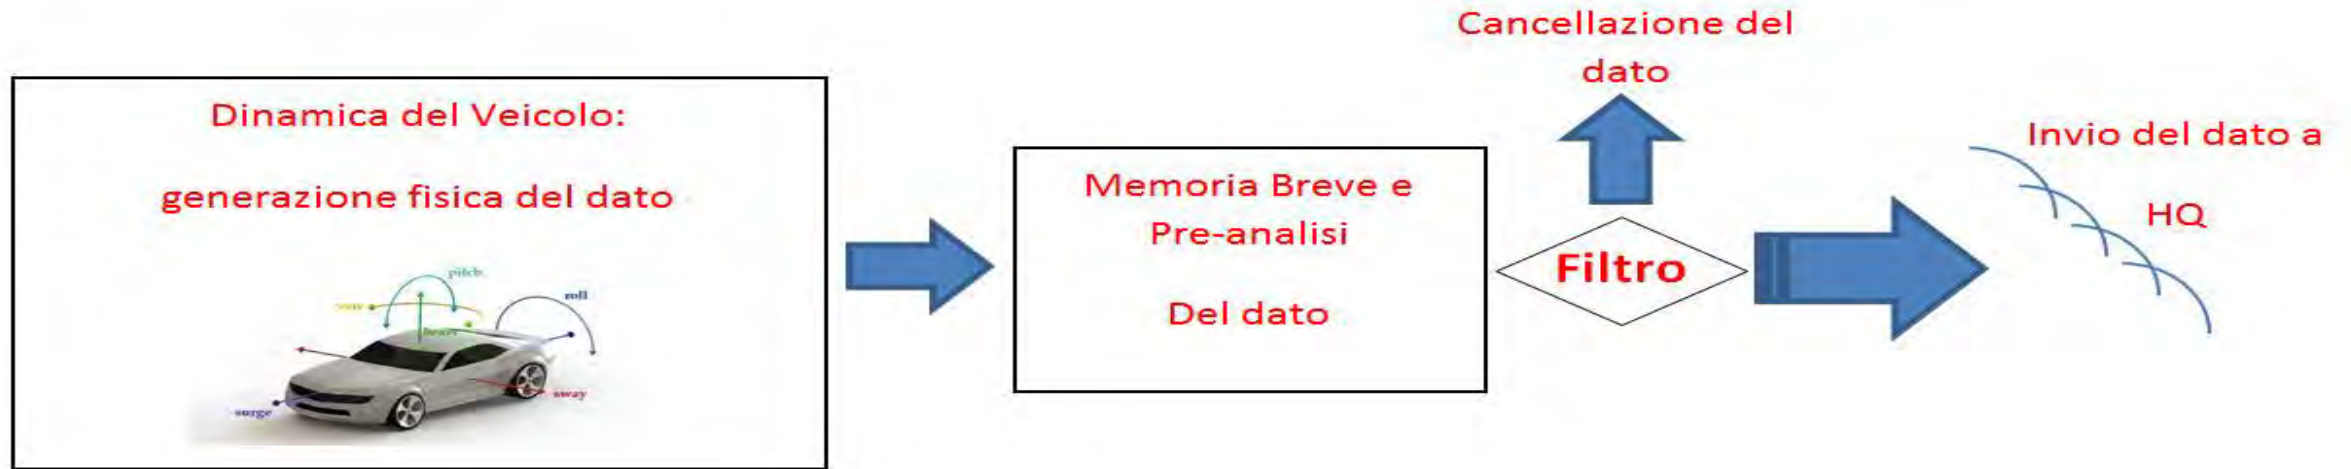 Dinamica del Veicolo:
generazione fisica del dato
pitch
roll
surge
sway
Memoria Breve e
Pre-analisi
Del dato
Filtro
Cancellazione del
dato
Invio del dato a
HQ